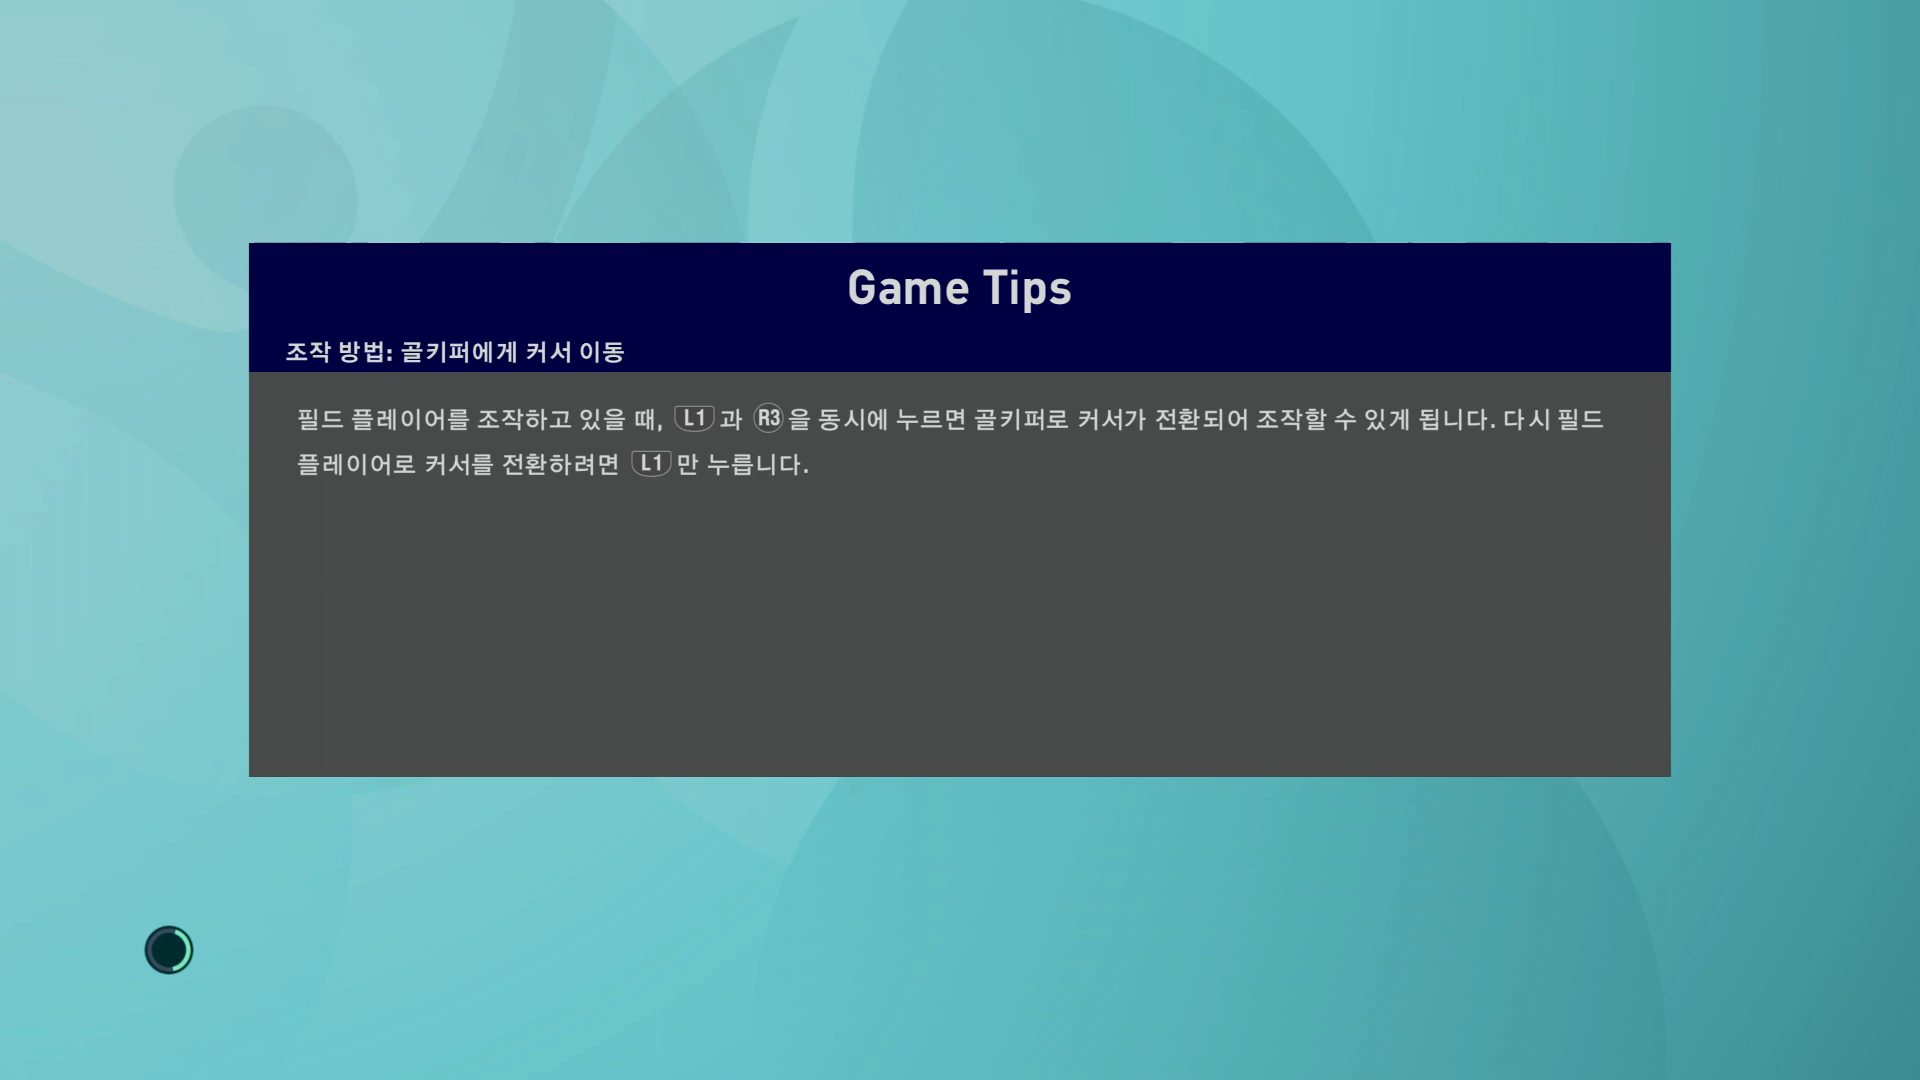 Game Tips
조작 방법: 골키퍼에게 커서 이동
필드 플레이어를 조작하고 있을 때, L1 과 R3 을 동시에 누르면 골키퍼로 커서가 전환되어 조작할 수 있게 됩니다. 다시 필드
플레이어로 커서를 전환하려면 L1 만 누릅니다.